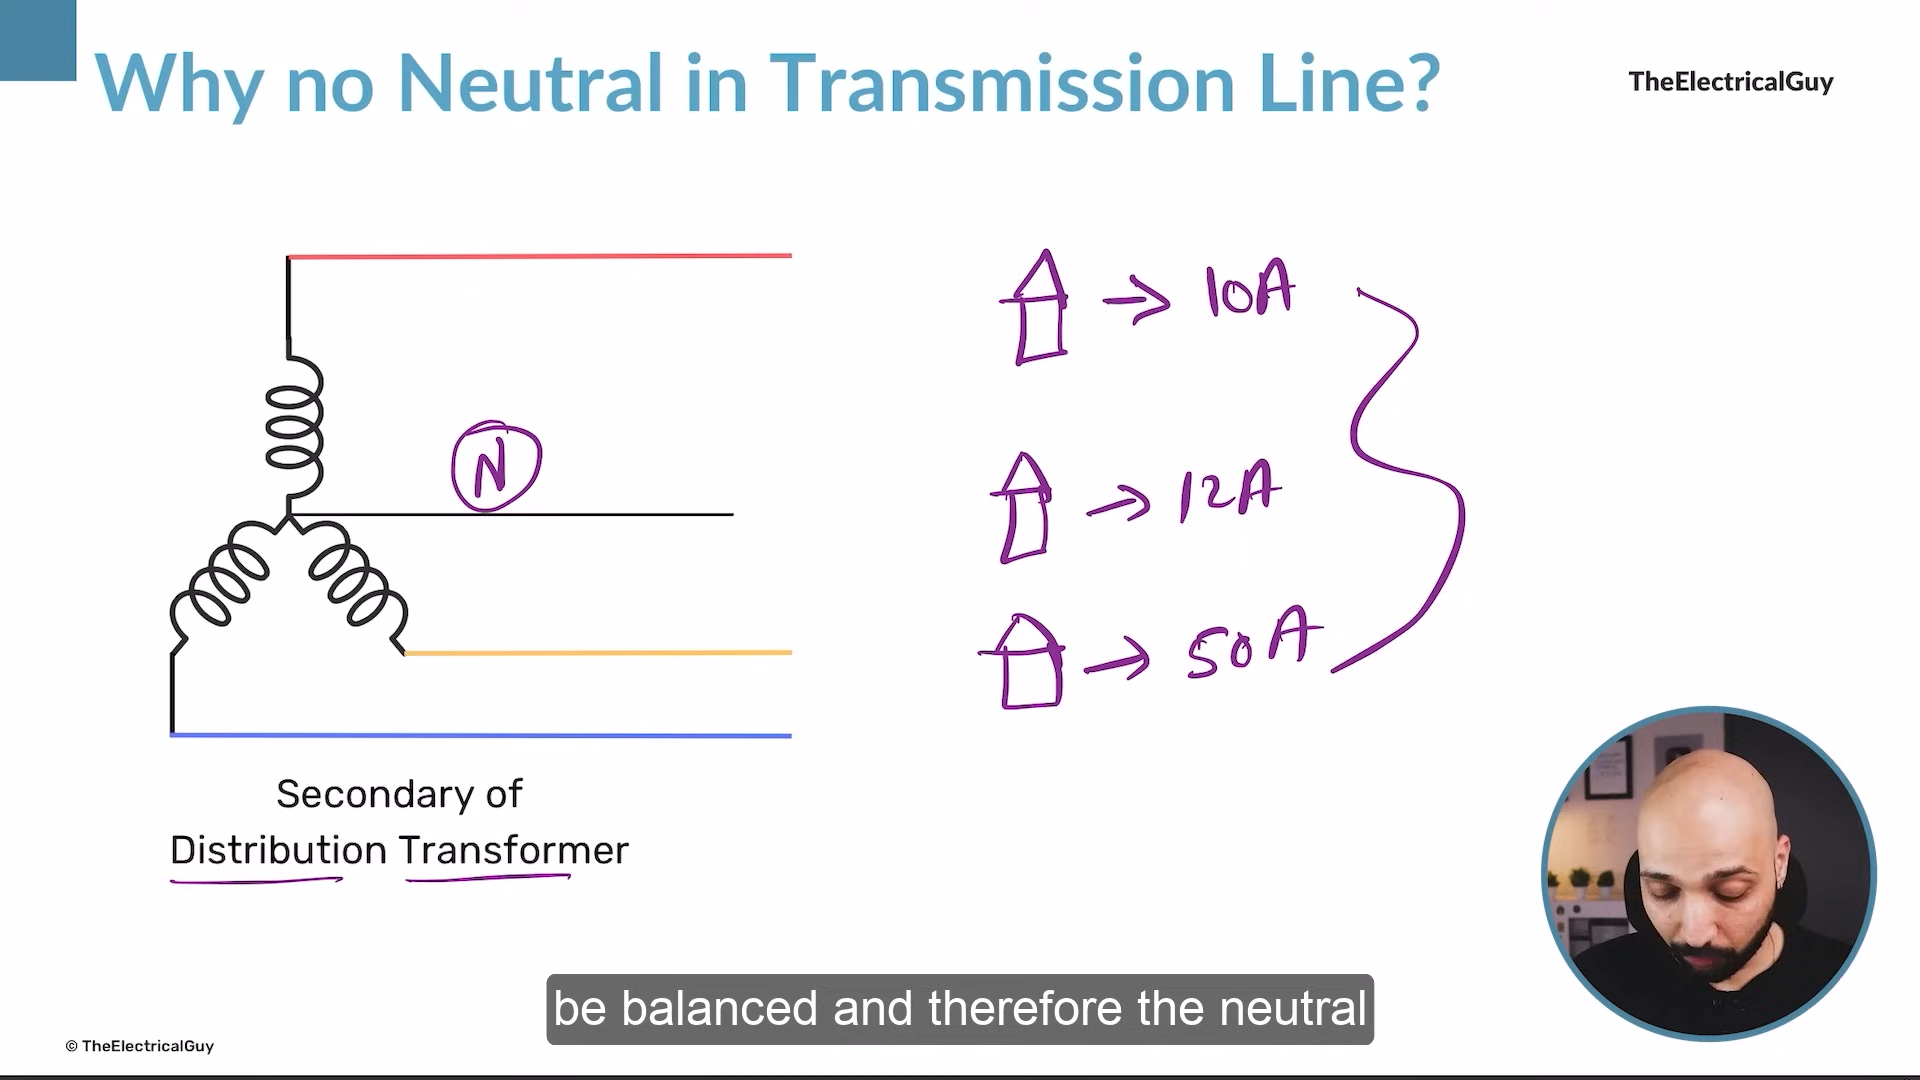 Why no Neutral in Transmission Line?
TheElectricalGuy
10A
N
12A
50A
Secondary of
Distribution Transformer
be balanced and therefore the neutral
© TheElectricalGuy